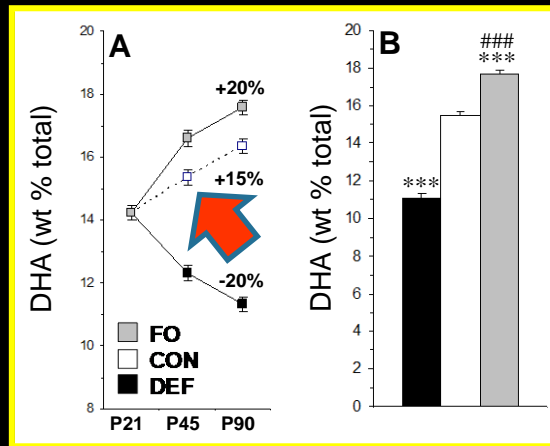 A
DHA (wt % total)
20
18
16
14
12
10
8
+20%
+15%
-20%
FO
CON
DEF
P21 P45 P90
B
DHA (wt % total)
18
16
14
12
10
8
6
4
2
0
***
###
***